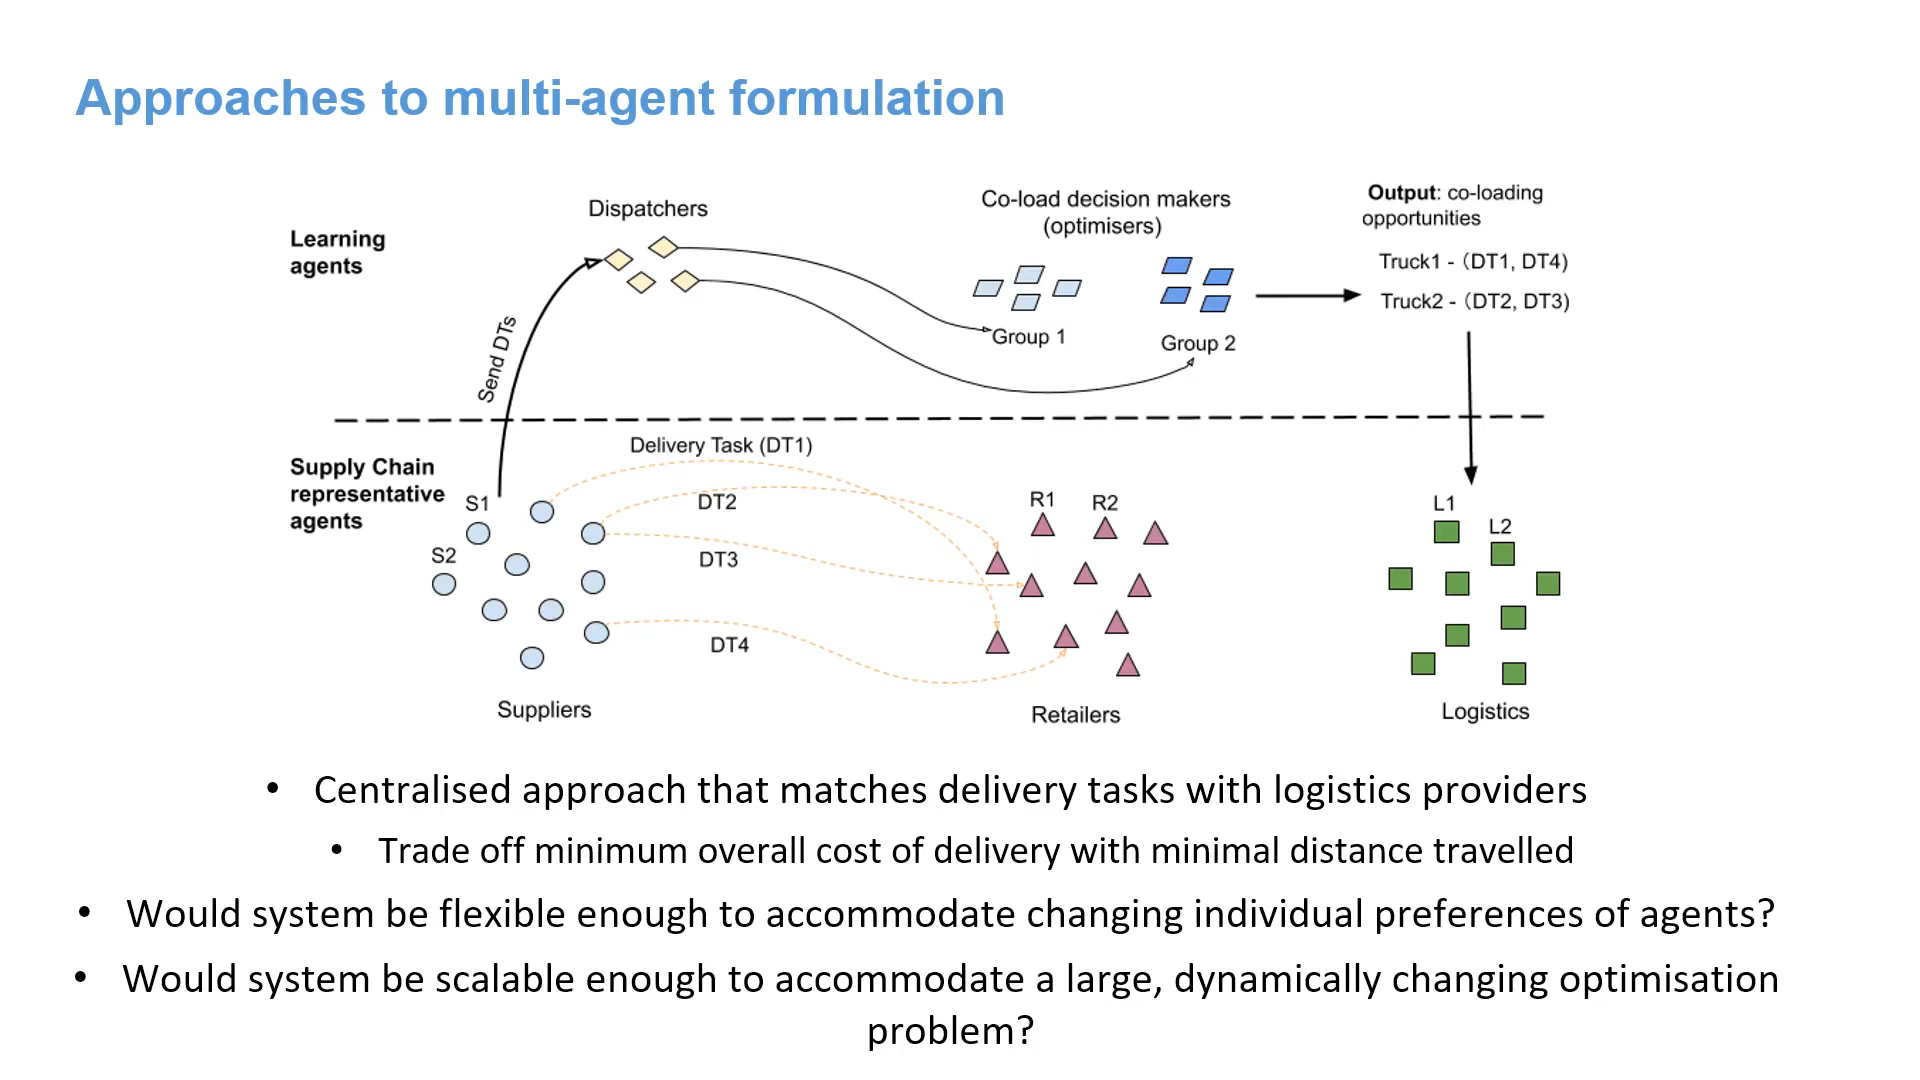 Approaches to multi-agent formulation
Learning
agents
Dispatchers
Co-load decision makers
(optimisers)
Output: co-loading
opportunities
Truck1 - (DT1, DT4)
Truck2 - (DT2, DT3)
Group 1
Group 2
Send DTs
Supply Chain
representative
agents
Delivery Task (DT1)
DT2
DT3
DT4
S1
S2
R1
R2
L1
L2
Suppliers
Retailers
Logistics
• Centralised approach that matches delivery tasks with logistics providers
• Trade off minimum overall cost of delivery with minimal distance travelled
• Would system be flexible enough to accommodate changing individual preferences of agents?
• Would system be scalable enough to accommodate a large, dynamically changing optimisation
problem?